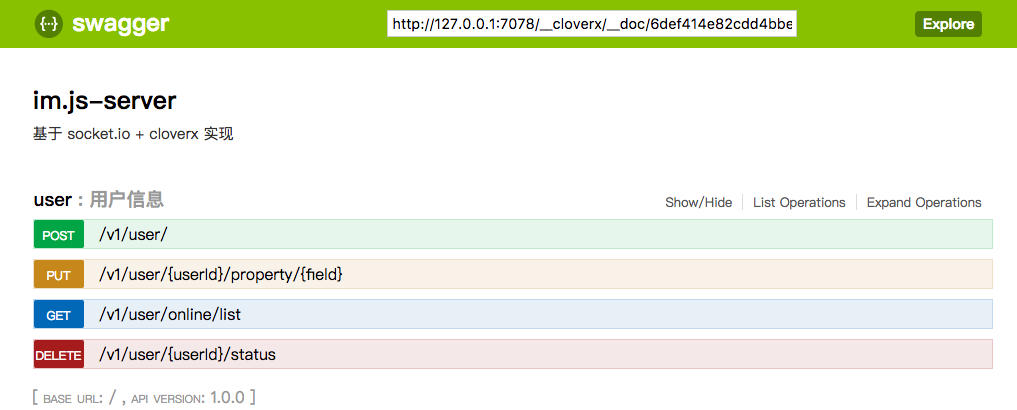 {···} swagger http://127.0.0.1:7078/__cloverx/__doc/6def414e82cdd4bbe Explore
im.js-server
基于 socket.io + cloverx 实现
user : 用户信息 Show/Hide List Operations Expand Operations
POST /v1/user/
PUT /v1/user/{userId}/property/{field}
GET /v1/user/online/list
DELETE /v1/user/{userId}/status
[ BASE URL: / , API VERSION: 1.0.0 ]